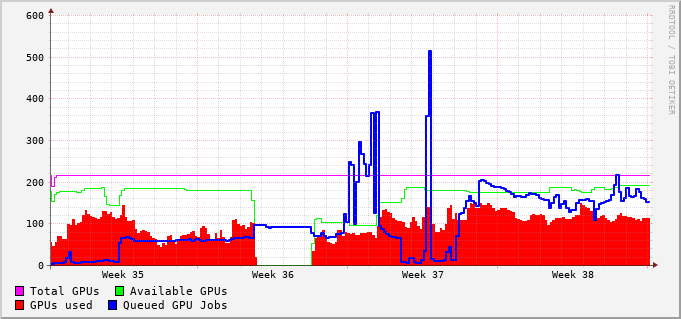 600
500
400
300
200
100
0
Week 35 Week 36 Week 37 Week 38
Total GPUs Available GPUs
GPUs used Queued GPU Jobs
RRDTOOL / TOBI OETIKER